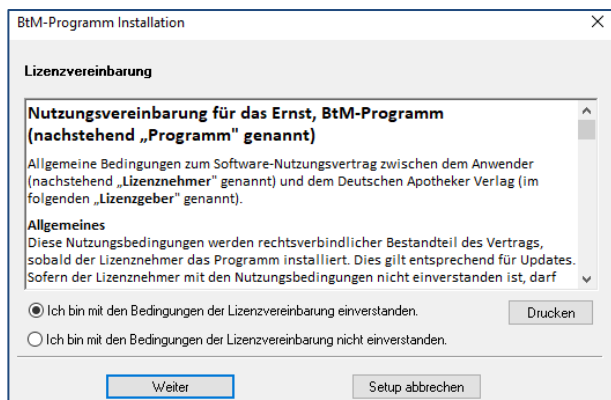 BtM-Programm Installation
Lizenzvereinbarung
Nutzungsvereinbarung für das Ernst, BtM-Programm
(nachstehend „Programm" genannt)
Allgemeine Bedingungen zum Software-Nutzungsvertrag zwischen dem Anwender
(nachstehend „Lizenznehmer" genannt) und dem Deutschen Apotheker Verlag (im
folgenden „Lizenzgeber" genannt).
Allgemeines
Diese Nutzungsbedingungen werden rechtsverbindlicher Bestandteil des Vertrags,
sobald der Lizenznehmer das Programm installiert. Dies gilt entsprechend für Updates.
Sofern der Lizenznehmer mit den Nutzungsbedingungen nicht einverstanden ist, darf
Ich bin mit den Bedingungen der Lizenzvereinbarung einverstanden.
Drucken
Ich bin mit den Bedingungen der Lizenzvereinbarung nicht einverstanden.
Weiter
Setup abbrechen